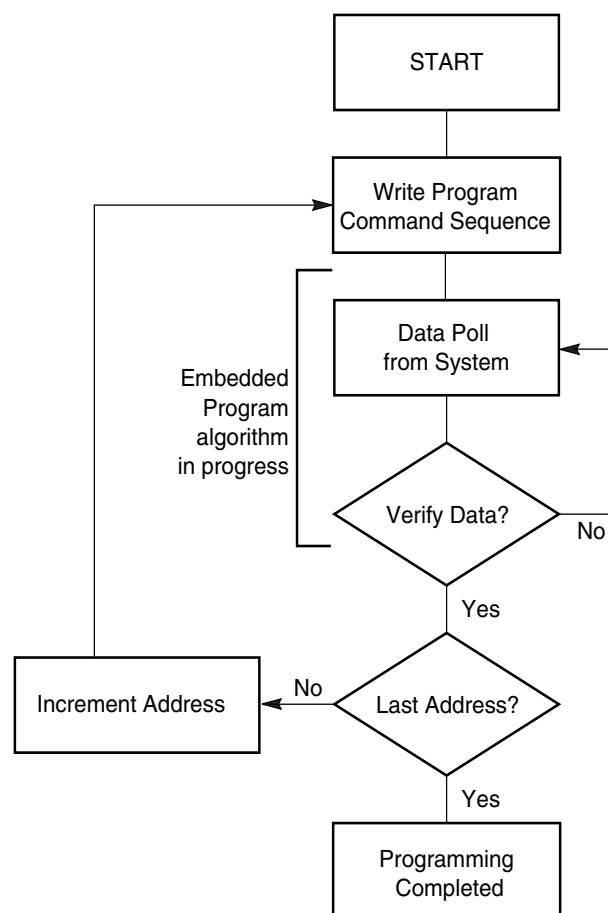 START
Write Program
Command Sequence
Data Poll
from System
Embedded
Program
algorithm
in progress
Verify Data?
No
Yes
Increment Address
No
Last Address?
Yes
Programming
Completed